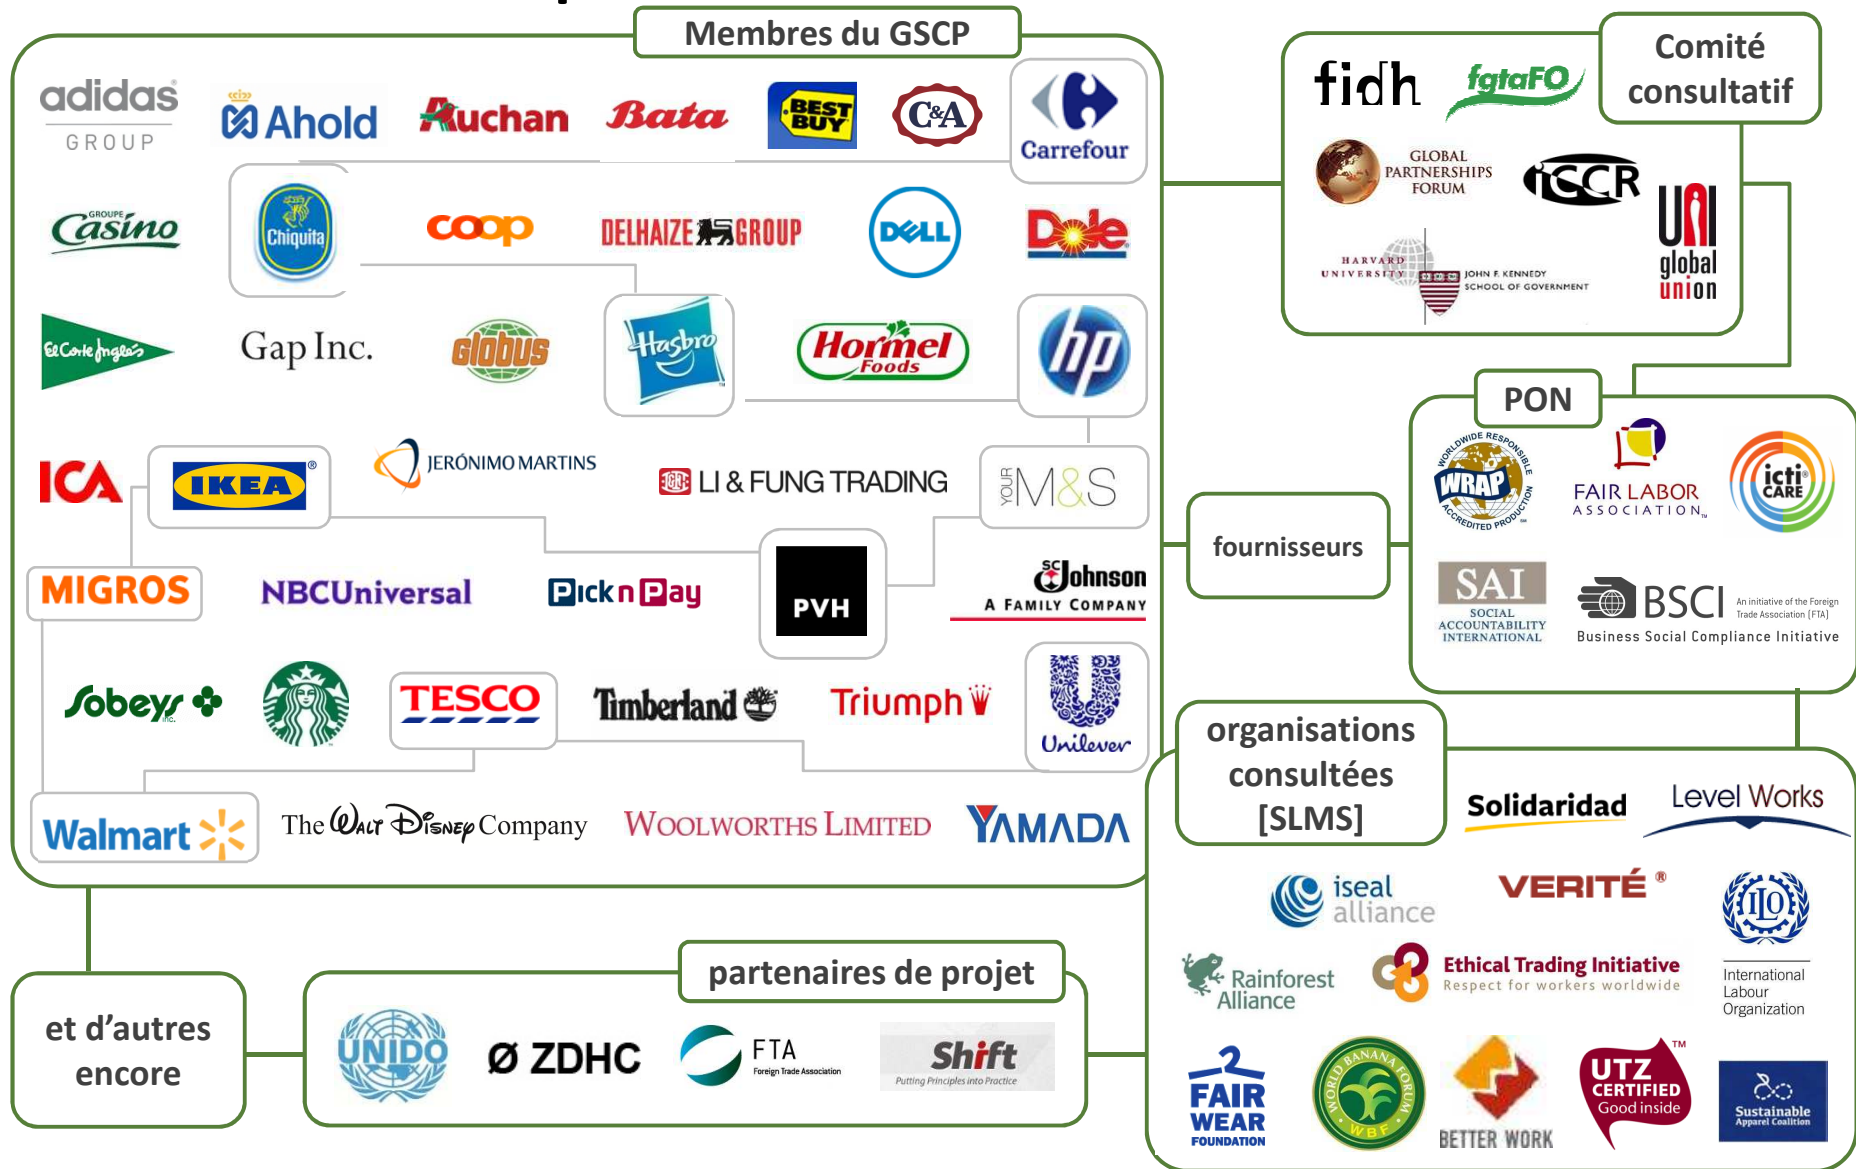 Membres du GSCP
adidas
GROUP
Ahold
Auchan
Bata
BEST
BUY
C&A
Carrefour
GROUPE
Casino
Chiquita
coop
DELHAIZE GROUP
DELL
Dole
El Corte Inglés
Gap Inc.
Globus
Hasbro
Hormel
Foods
hp
ICA
IKEA
JERÓNIMO MARTINS
LI & FUNG TRADING
YOUR
M&S
MIGROS
NBCUniversal
Pick n Pay
PVH
SC Johnson
A FAMILY COMPANY
Sobeys
inc.
TESCO
Timberland
Triumph
Unilever
Walmart
The WALT DISNEY Company
WOOLWORTHS LIMITED
YAMADA
Comité
consultatif
fidh
fgtaFO
GLOBAL
PARTNERSHIPS
FORUM
ICCR
HARVARD
UNIVERSITY
JOHN F. KENNEDY
SCHOOL OF GOVERNMENT
UNI
global
union
PON
WORLDWIDE RESPONSIBLE
WRAP
ACCREDITED PRODUCTION
FAIR LABOR
ASSOCIATION
icti
CARE
SAI
SOCIAL
ACCOUNTABILITY
INTERNATIONAL
BSCI
An initiative of the Foreign
Trade Association (FTA)
Business Social Compliance Initiative
fournisseurs
organisations
consultées
[SLMS]
Solidaridad
Level Works
iseal
alliance
VERITÉ ®
ILO
International
Labour
Organization
Rainforest
Alliance
Ethical Trading Initiative
Respect for workers worldwide
FAIR
WEAR
FOUNDATION
WORLD BANANA FORUM
WBF
BETTER WORK
UTZ
CERTIFIED
Good inside
TM
Sustainable
Apparel Coalition
et d'autres
encore
partenaires de projet
UNIDO
Ø ZDHC
FTA
Foreign Trade Association
Shift
Putting Principles into Practice